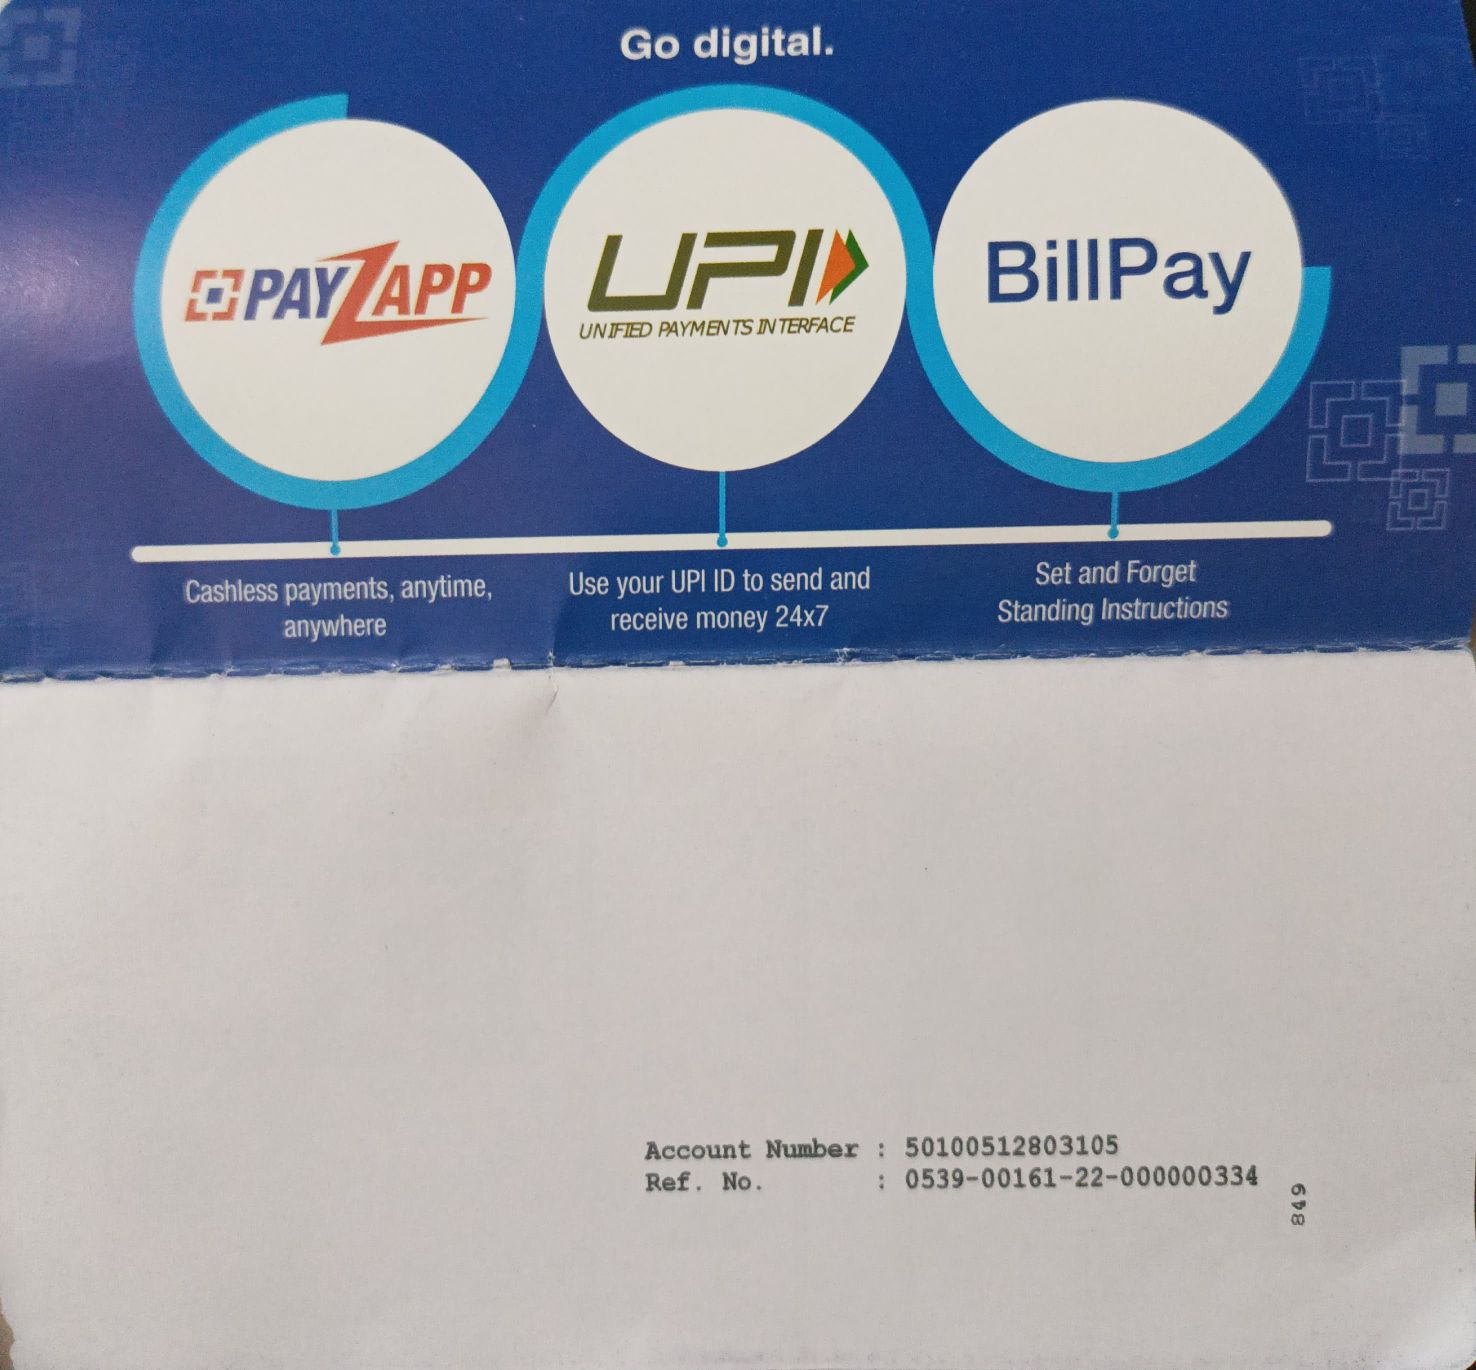 Go digital.
PAYZAPP
UPI
UNIFIED PAYMENTS INTERFACE
BillPay
Cashless payments, anytime,
anywhere
Use your UPI ID to send and
receive money 24x7
Set and Forget
Standing Instructions
Account Number : 50100512803105
Ref. No. : 0539-00161-22-000000334
849